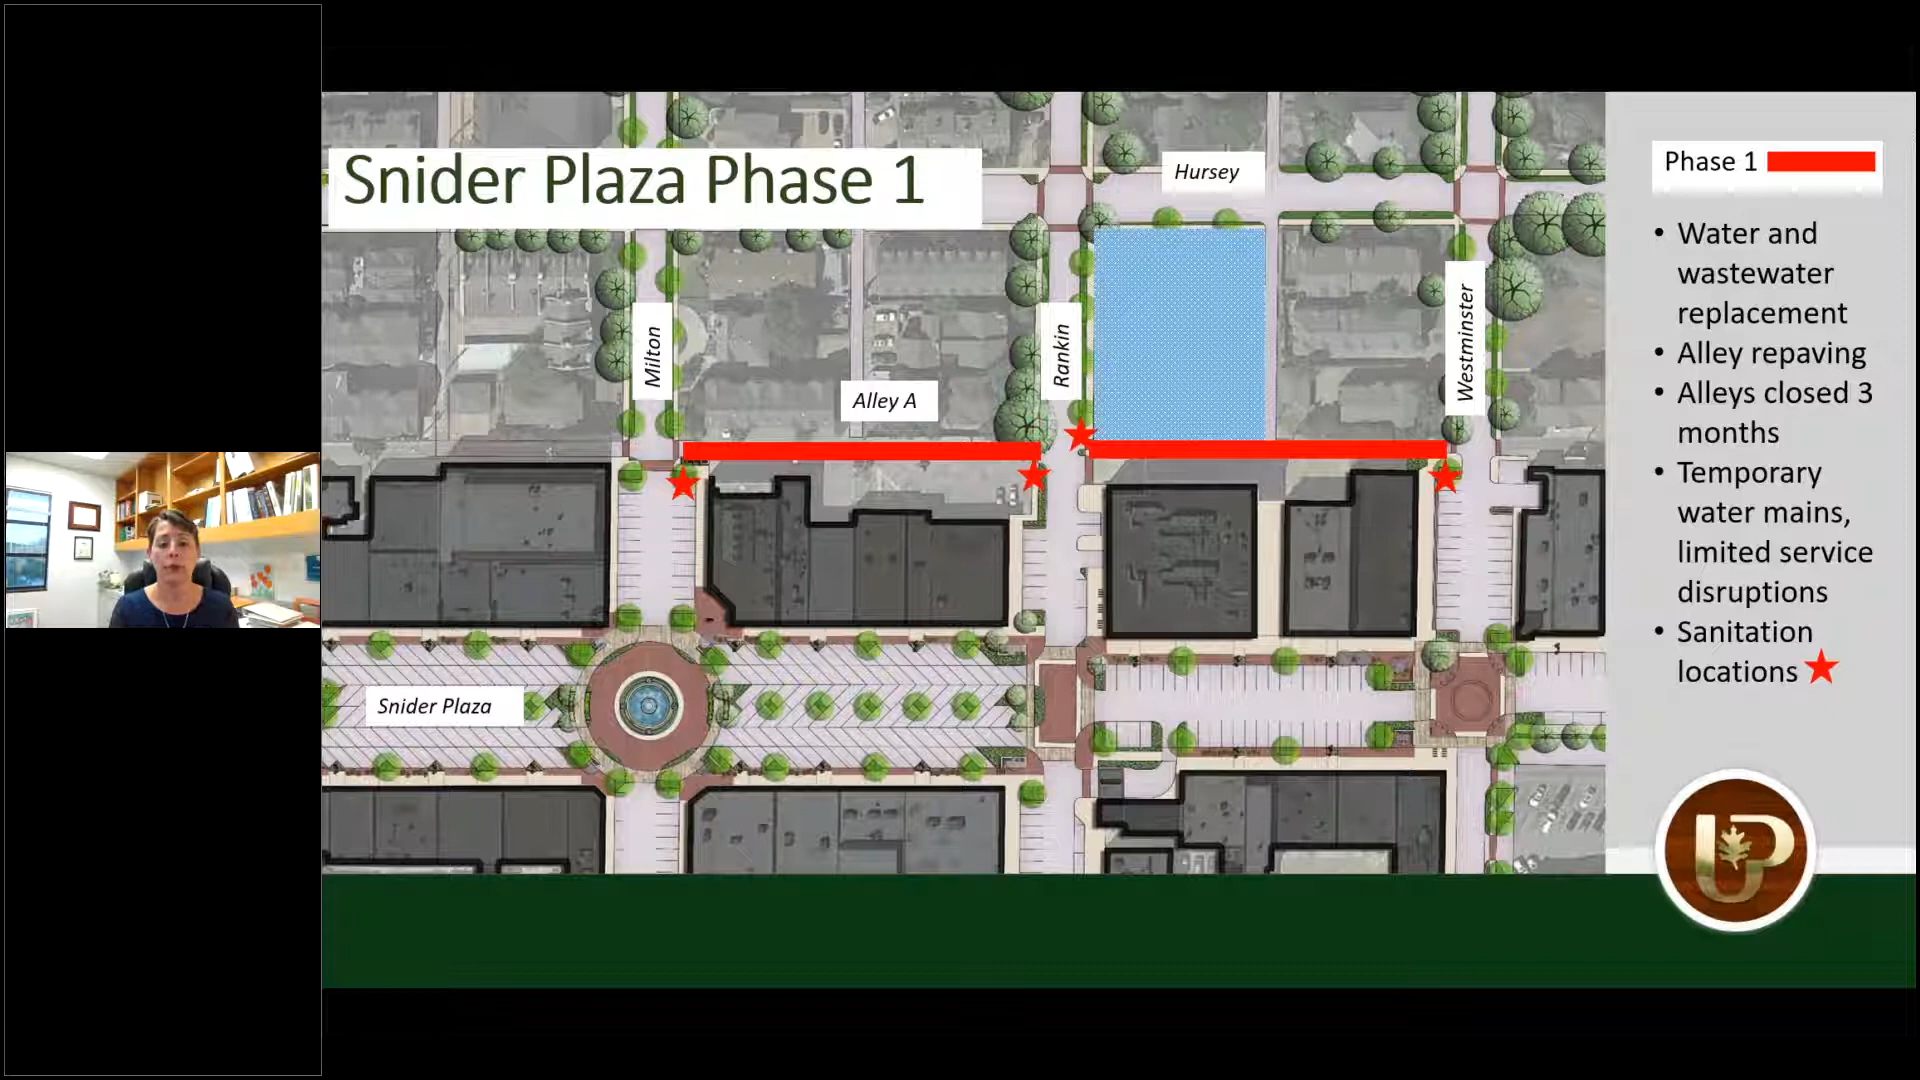 Snider Plaza Phase 1
Hursey
Milton
Rankin
Westminster
Alley A
Snider Plaza
Phase 1
• Water and
wastewater
replacement
• Alley repaving
• Alleys closed 3
months
• Temporary
water mains,
limited service
disruptions
• Sanitation
locations
UP